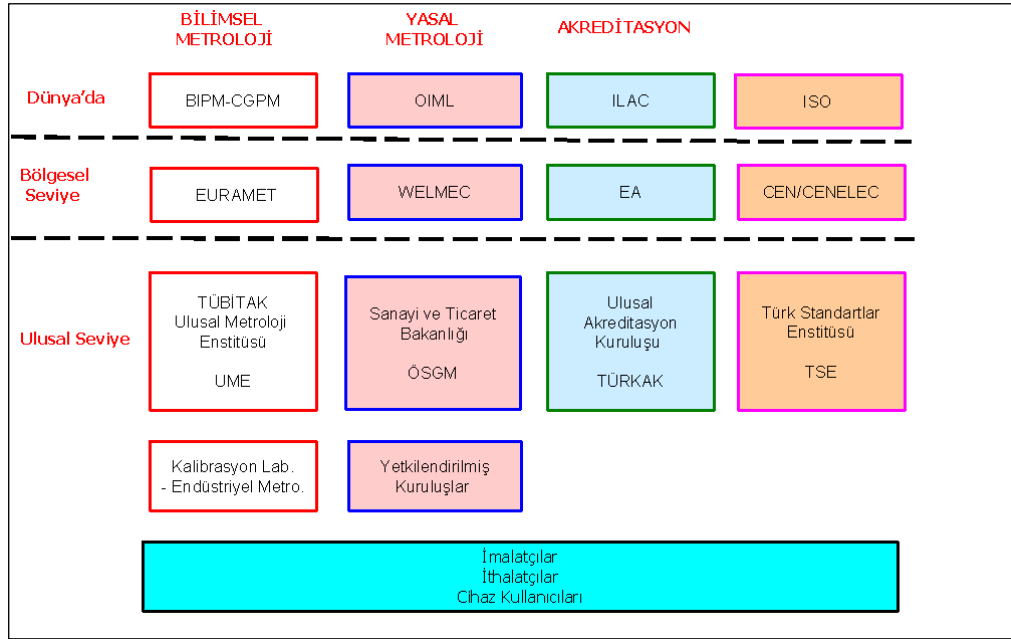 BİLİMSEL
METROLOJİ
YASAL
METROLOJİ
AKREDİTASYON
Dünya'da
BIPM-CGPM
OIML
ILAC
ISO
Bölgesel
Seviye
EURAMET
WELMEC
EA
CEN/CENELEC
Ulusal Seviye
TÜBİTAK
Ulusal Metroloji
Enstitüsü
UME
Sanayi ve Ticaret
Bakanlığı
ÖSGM
Ulusal
Akreditasyon
Kuruluşu
TÜRKAK
Türk Standartlar
Enstitüsü
TSE
Kalibrasyon Lab.
- Endüstriyel Metro.
Yetkilendirilmiş
Kuruluşlar
İmalatçılar
İthalatçılar
Cihaz Kullanıcıları